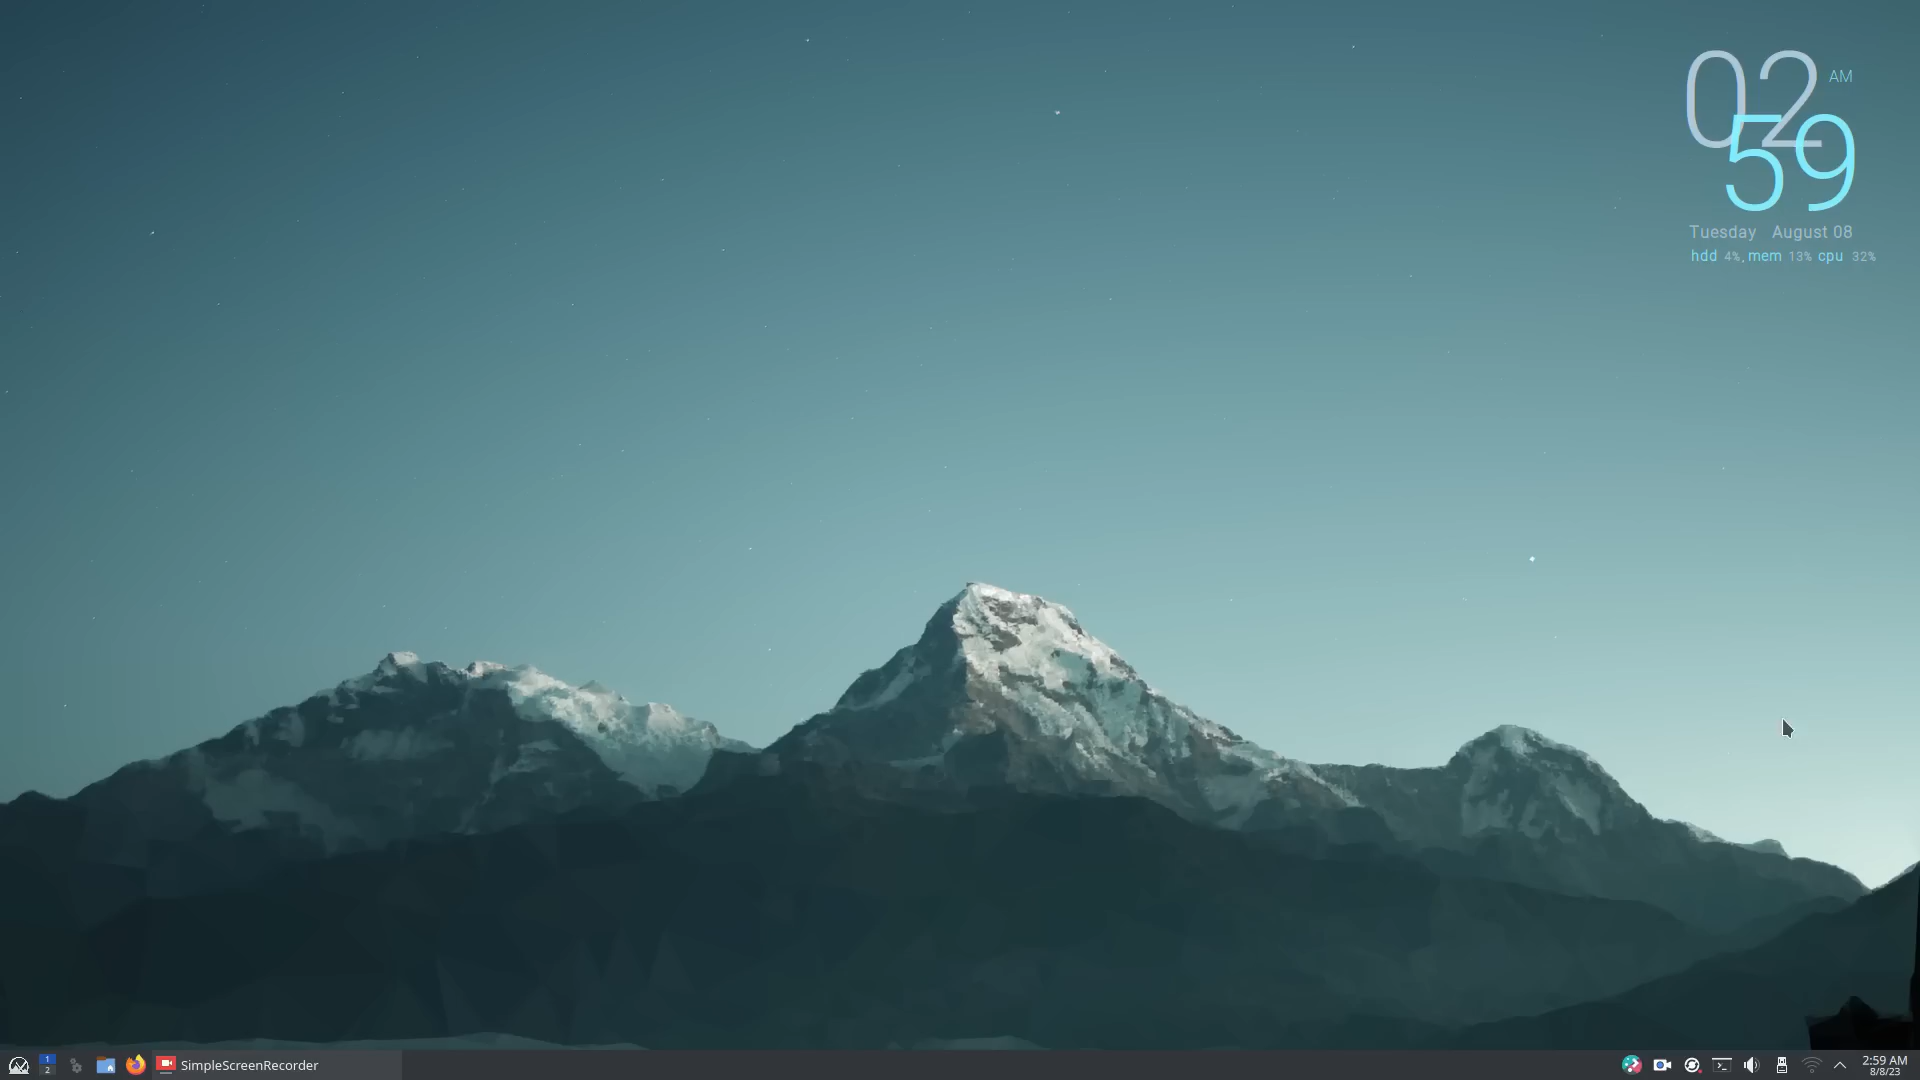 02 AM
59
Tuesday August 08
hdd 4%, mem 13% cpu 32%
1
2
SimpleScreenRecorder
2:59 AM
8/8/23